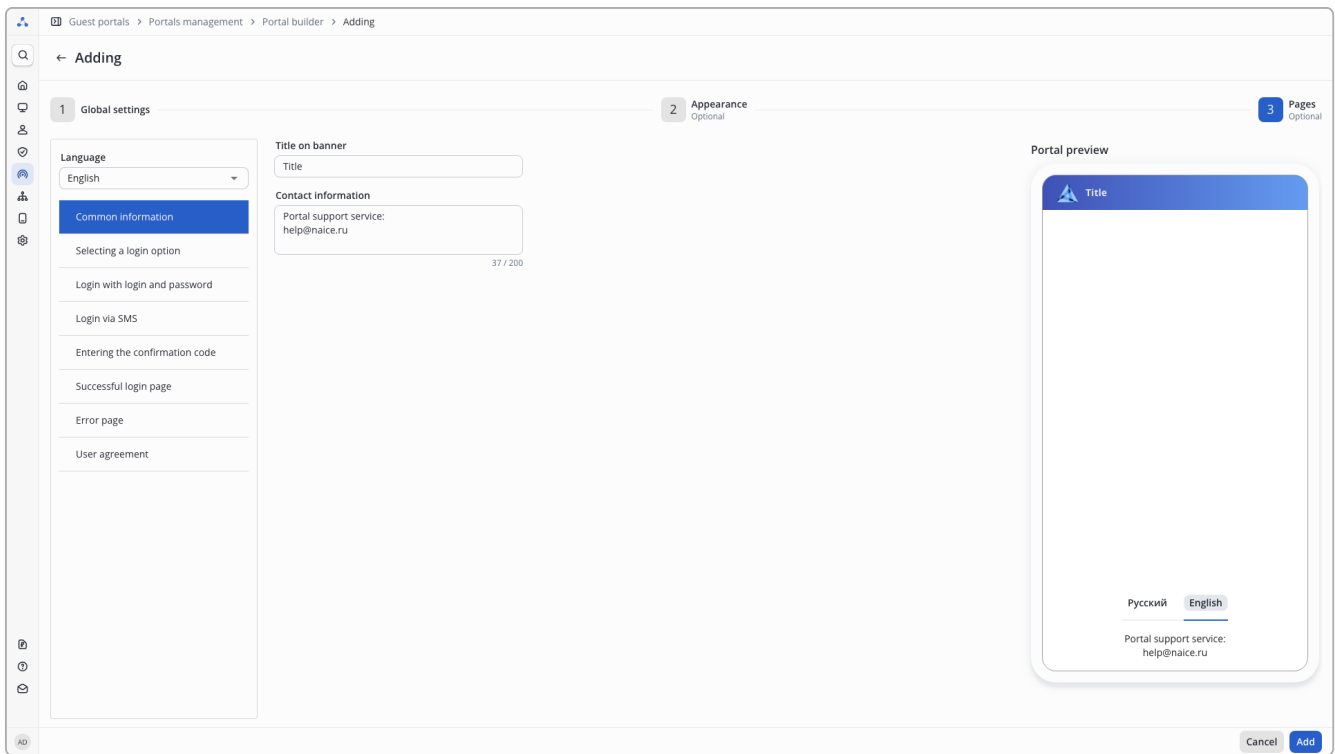 Guest portals > Portals management > Portal builder > Adding
← Adding
1 Global settings
2 Appearance
Optional
3 Pages
Optional
Language
English
Common information
Selecting a login option
Login with login and password
Login via SMS
Entering the confirmation code
Successful login page
Error page
User agreement
Title on banner
Title
Contact information
Portal support service:
help@naice.ru
37 / 200
Portal preview
Title
Русский English
Portal support service:
help@naice.ru
AD
Cancel Add